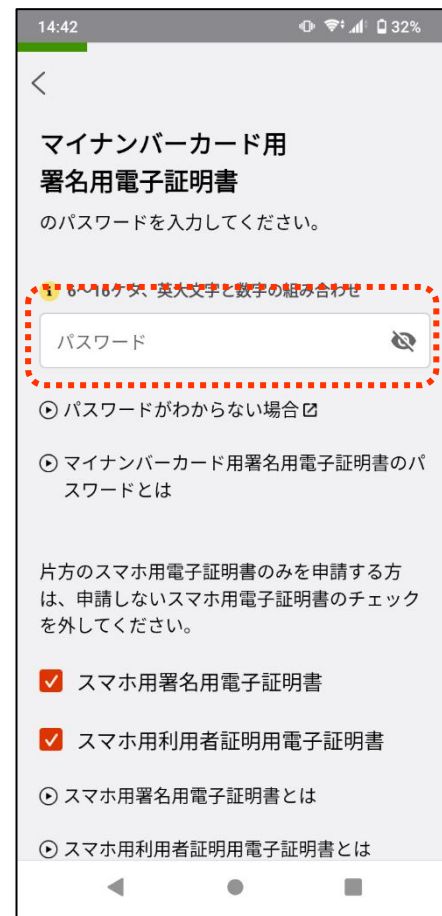 14:42
32%
マイナンバーカード用
署名用電子証明書
のパスワードを入力してください。
6〜16ケタ、英大文字と数字の組み合わせ
パスワード
パスワードがわからない場合
マイナンバーカード用署名用電子証明書のパ
スワードとは
片方のスマホ用電子証明書のみを申請する方
は、申請しないスマホ用電子証明書のチェック
を外してください。
スマホ用署名用電子証明書
スマホ用利用者証明用電子証明書
スマホ用署名用電子証明書とは
スマホ用利用者証明用電子証明書とは